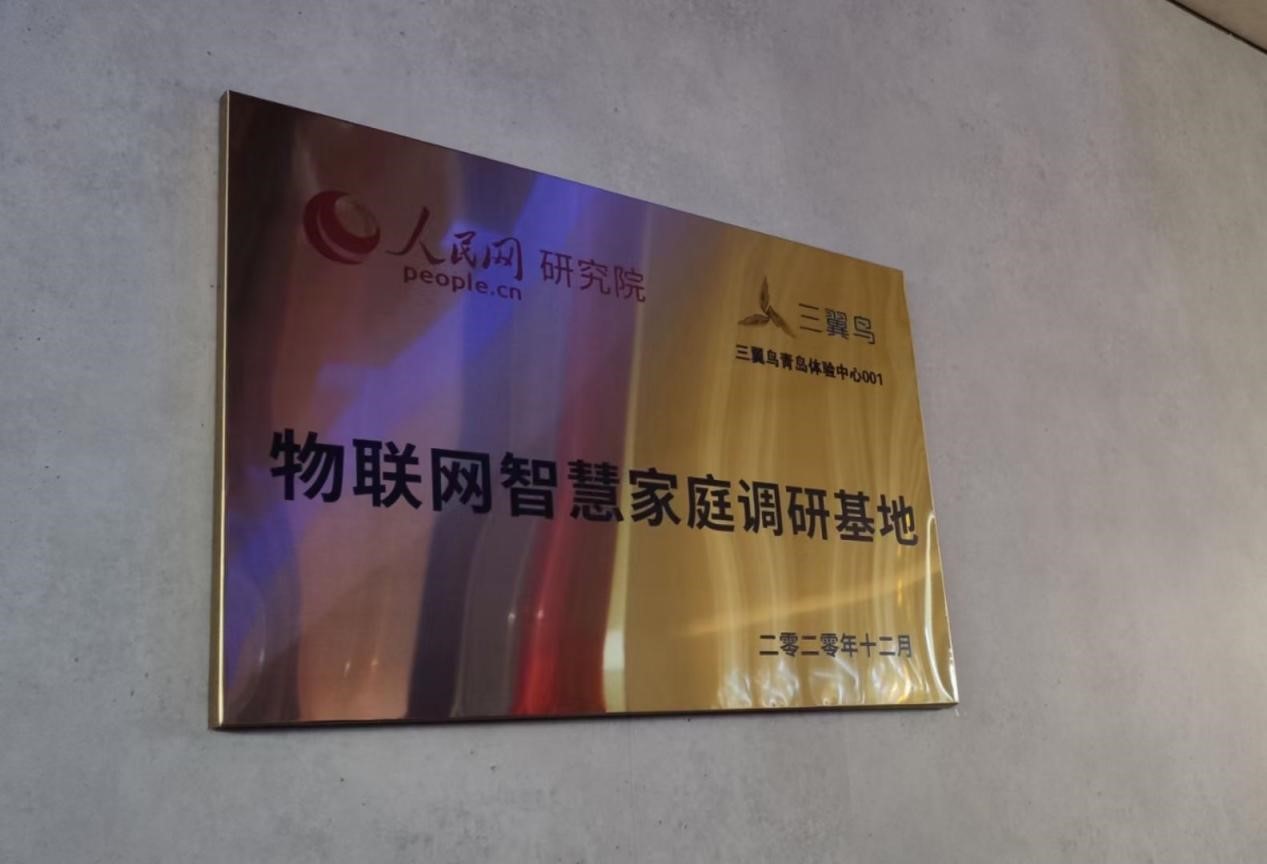 人民网 研究院
people.cn
三翼鸟
三翼鸟青岛体验中心001
物联网智慧家庭调研基地
二零二零年十二月